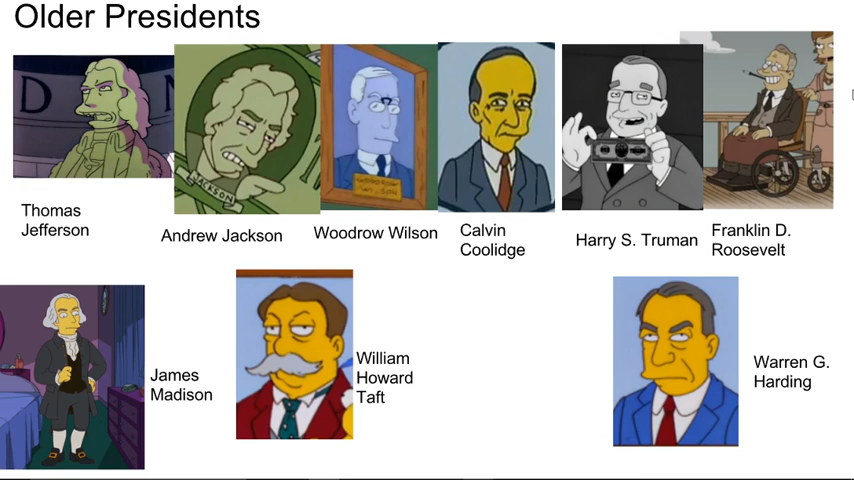 Older Presidents
D
JACKSON
Thomas
Jefferson
Andrew Jackson
Woodrow Wilson
Calvin
Coolidge
Harry S. Truman
Franklin D.
Roosevelt
James
Madison
William
Howard
Taft
Warren G.
Harding